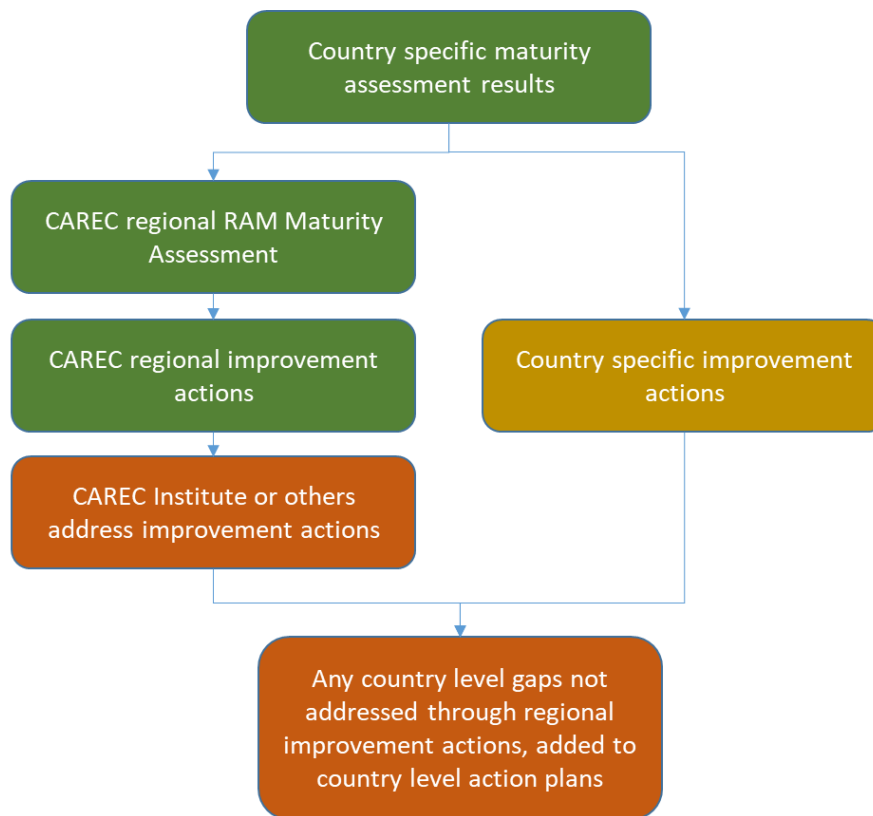 Country specific maturity
assessment results
CAREC regional RAM Maturity
Assessment
CAREC regional improvement
actions
Country specific improvement
actions
CAREC Institute or others
address improvement actions
Any country level gaps not
addressed through regional
improvement actions, added to
country level action plans